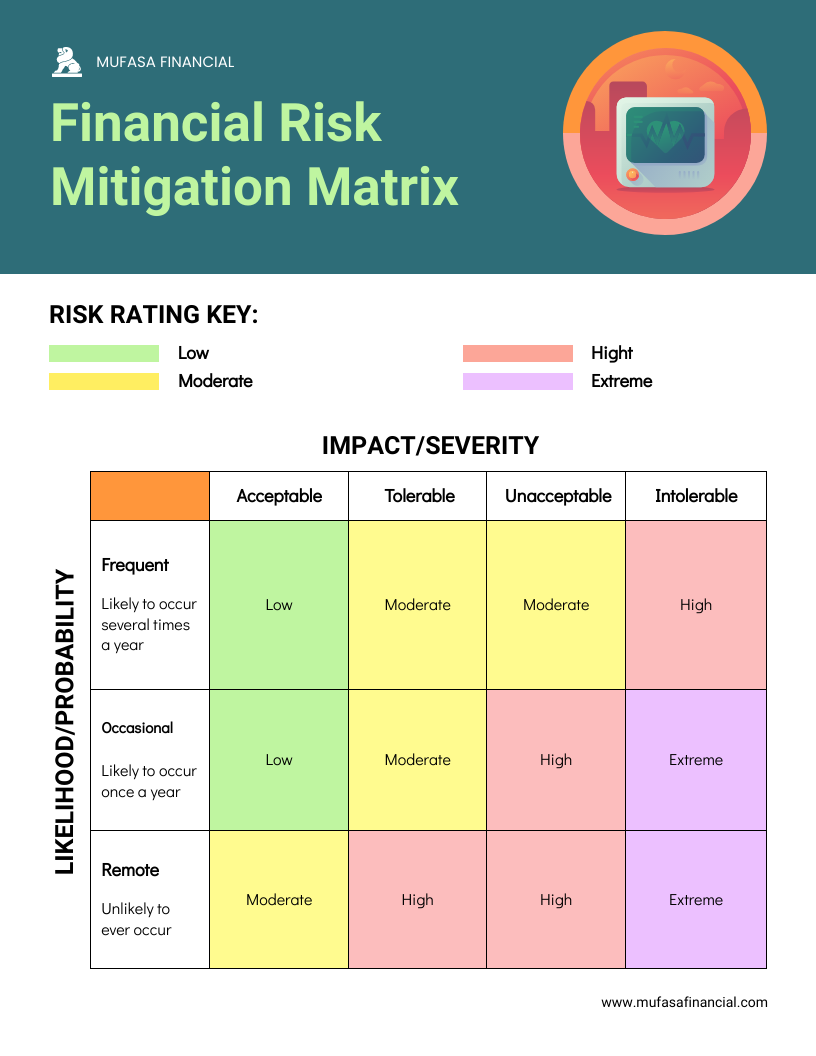 MUFASA FINANCIAL
Financial Risk
Mitigation Matrix
RISK RATING KEY:
Low
Hight
Moderate
Extreme
IMPACT/SEVERITY
Acceptable
Tolerable
Unacceptable
Intolerable
LIKELIHOOD/PROBABILITY
Frequent
Likely to occur
several times
a year
Low
Moderate
Moderate
High
Occasional
Likely to occur
once a year
Low
Moderate
High
Extreme
Remote
Unlikely to
ever occur
Moderate
High
High
Extreme
www.mufasafinancial.com